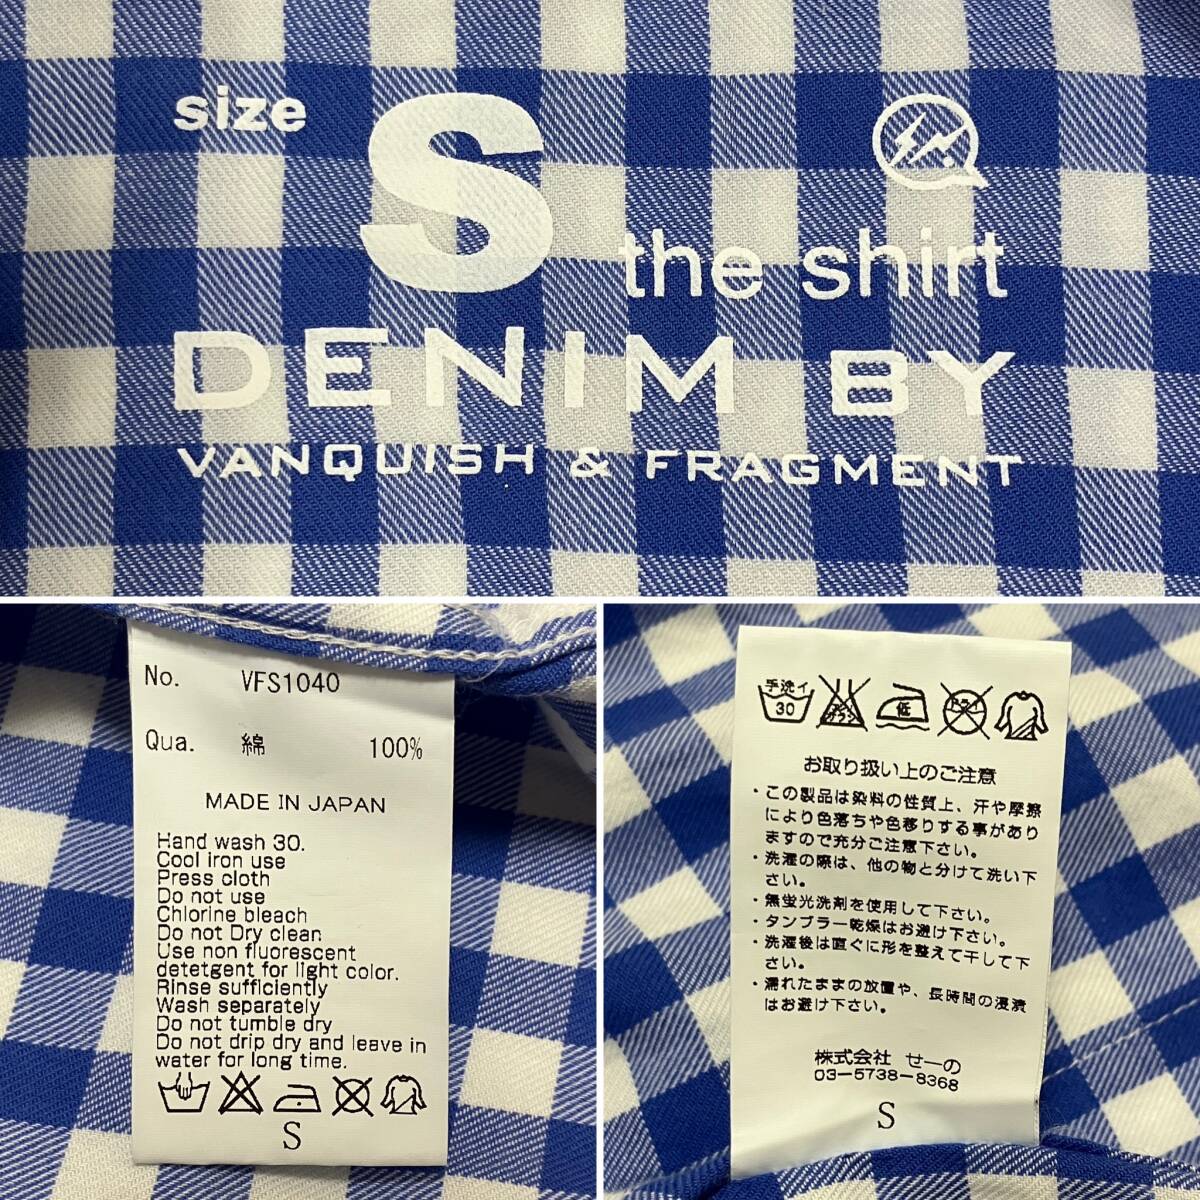 size S
the shirt
DENIM BY
VANQUISH & FRAGMENT
No. VFS1040
Qua. 綿 100%
MADE IN JAPAN
Hand wash 30.
Cool iron use
Press cloth
Do not use
Chlorine bleach
Do not Dry clean
Use non fluorescent
detetgent for light color.
Rinse sufficiently
Wash separately
Do not tumble dry
Do not drip dry and leave in
water for long time.
S
手洗イ
30 エンソサラシ 低 ドライ
お取り扱い上のご注意
・この製品は染料の性質上、汗や摩擦
により色落ちや色移りする事があり
ますので充分ご注意下さい。
・洗濯の際は、他の物と分けて洗い下
さい。
・無蛍光洗剤を使用して下さい。
・タンブラー乾燥はお避け下さい。
・洗濯後は直ぐに形を整えて干して下
さい。
・濡れたままの放置や、長時間の浸漬
はお避け下さい。
株式会社 せーの
03-5738-8368
S